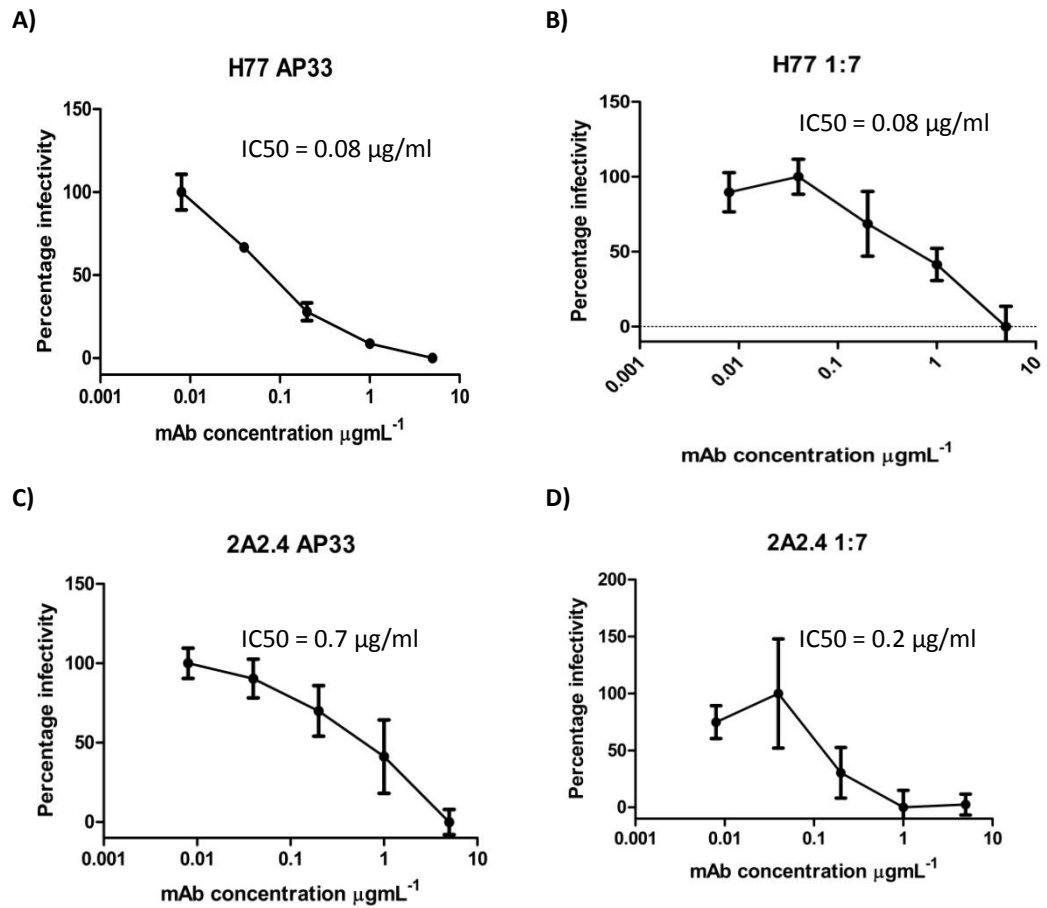 A)
H77 AP33
IC50 = 0.08 µg/ml
Percentage infectivity
150
100
50
0
0.001 0.01 0.1 1 10
mAb concentration µgmL-1
B)
H77 1:7
IC50 = 0.08 µg/ml
Percentage infectivity
150
100
50
0
0.001 0.01 0.1 1 10
mAb concentration µgmL-1
C)
2A2.4 AP33
IC50 = 0.7 µg/ml
Percentage infectivity
150
100
50
0
0.001 0.01 0.1 1 10
mAb concentration µgmL-1
D)
2A2.4 1:7
IC50 = 0.2 µg/ml
Percentage infectivity
200
150
100
50
0
0.001 0.01 0.1 1 10
mAb concentration µgmL-1